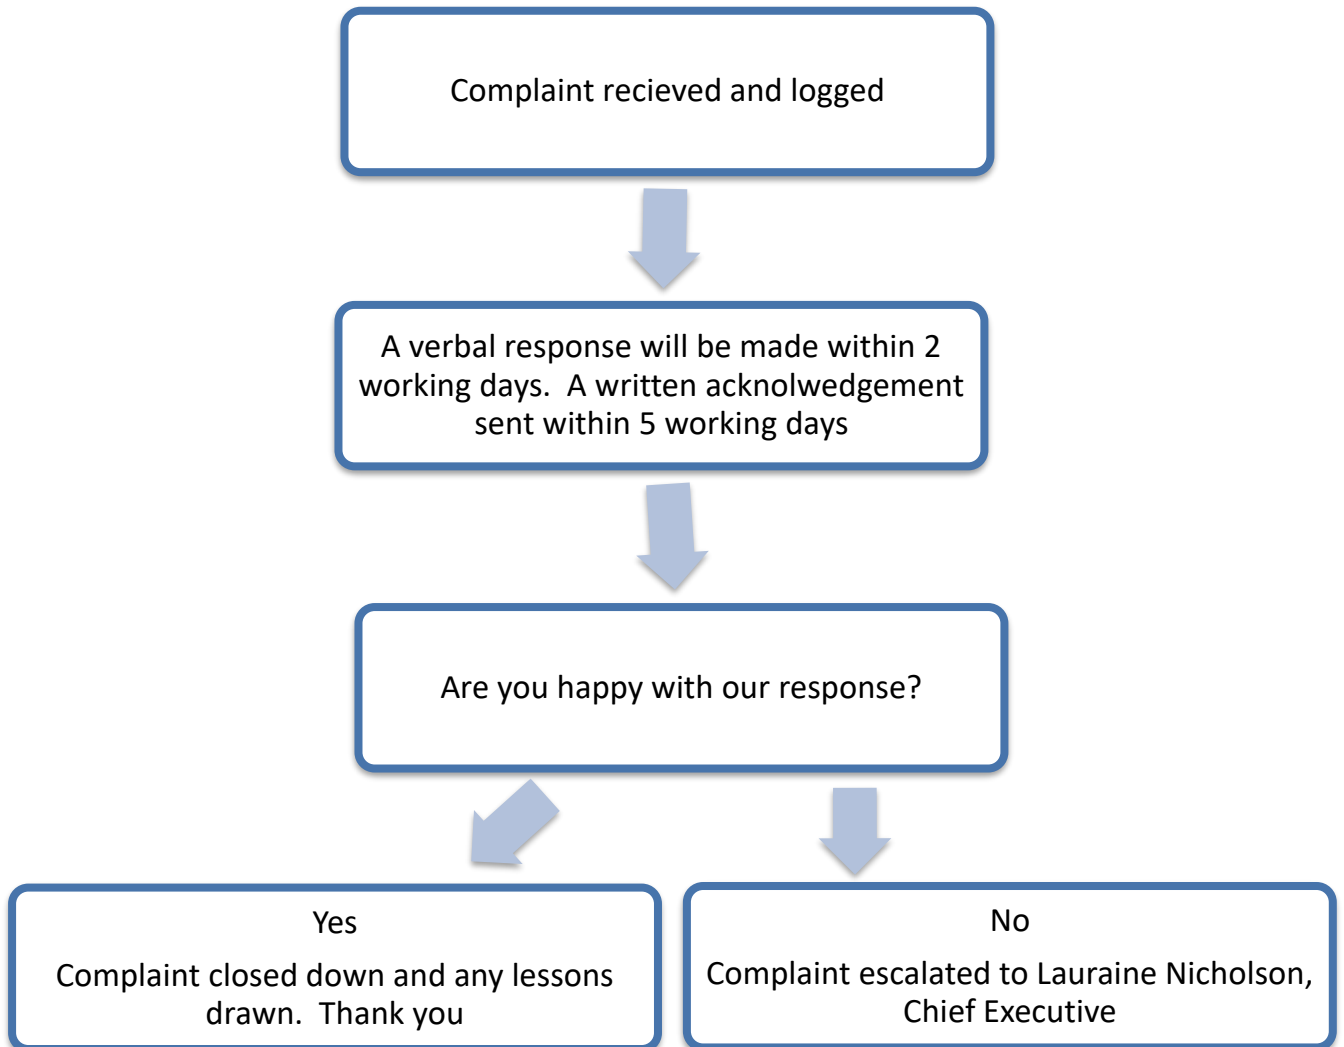 Complaint recieved and logged
A verbal response will be made within 2
working days.  A written acknolwedgement
sent within 5 working days
Are you happy with our response?
Yes
Complaint closed down and any lessons
drawn.  Thank you
No
Complaint escalated to Lauraine Nicholson,
Chief Executive